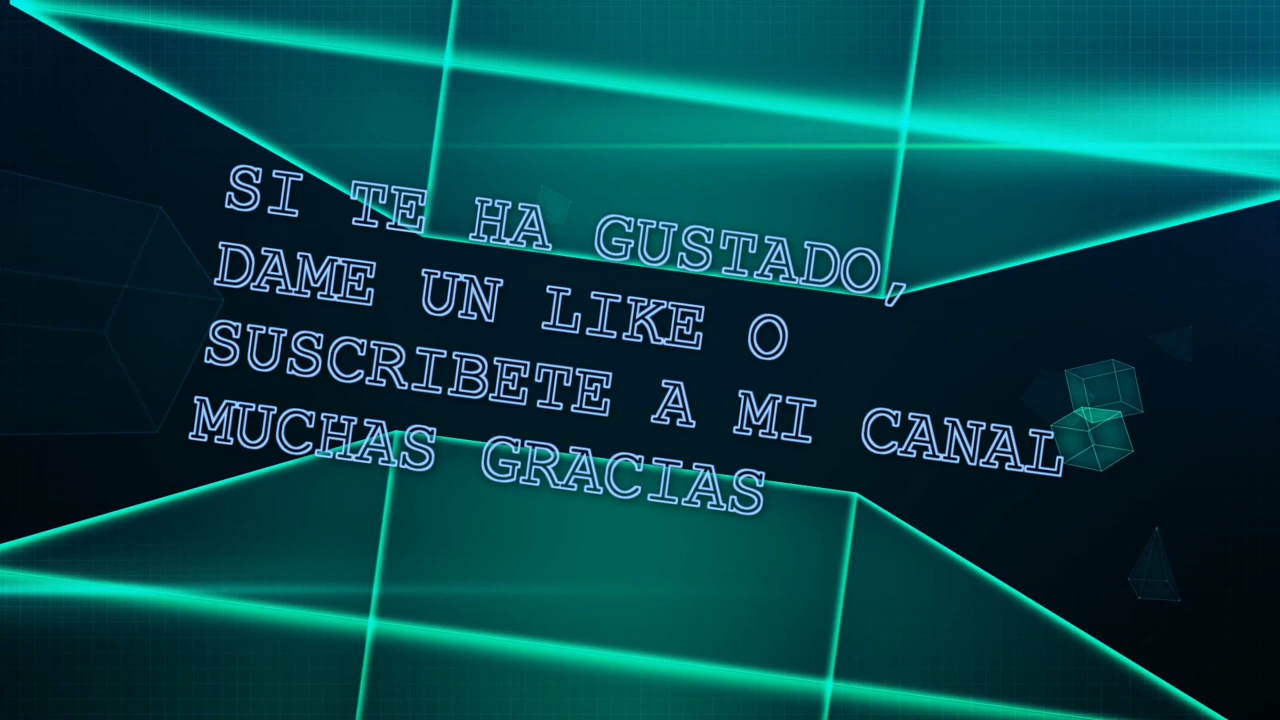 SI TE HA GUSTADO,
DAME UN LIKE O
SUSCRIBETE A MI CANAL
MUCHAS GRACIAS